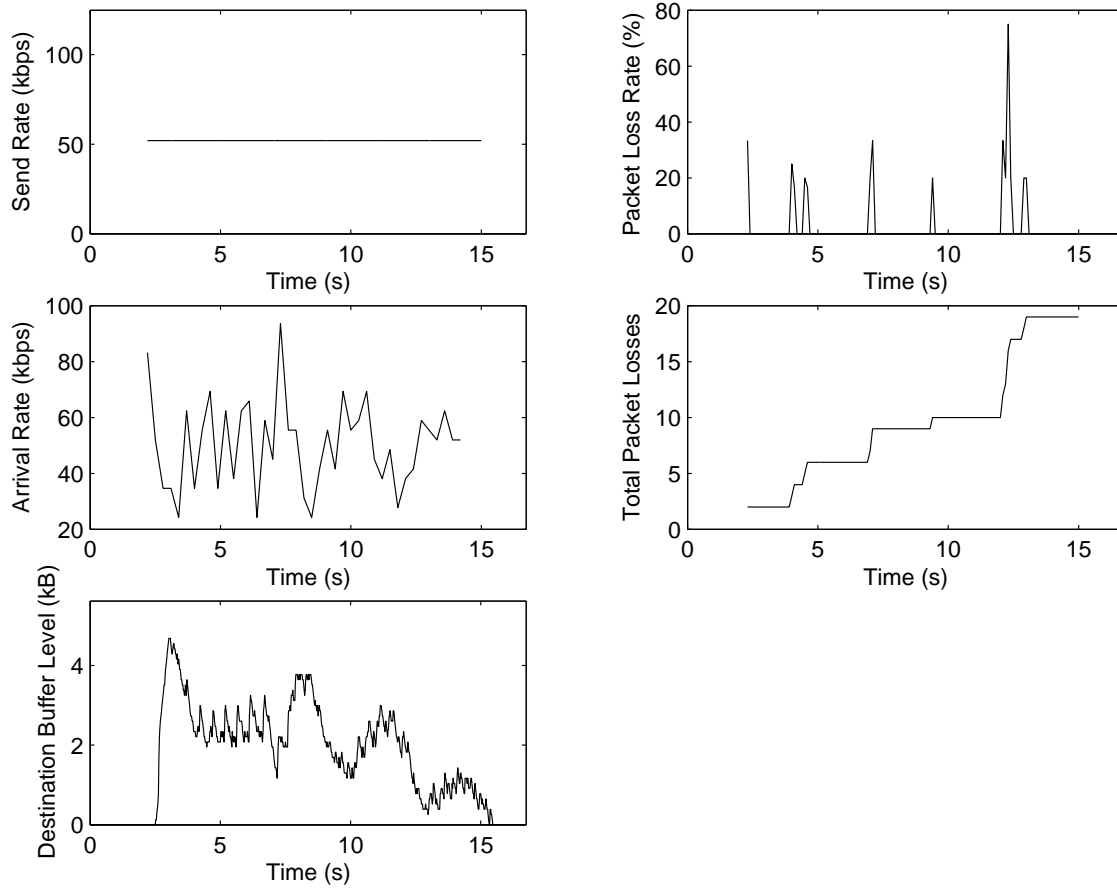 Send Rate (kbps)
100
50
0
0 5 10 15
Time (s)
Packet Loss Rate (%)
80
60
40
20
0
0 5 10 15
Time (s)
Arrival Rate (kbps)
100
80
60
40
20
0 5 10 15
Time (s)
Total Packet Losses
20
15
10
5
0
0 5 10 15
Time (s)
Destination Buffer Level (kB)
4
2
0
0 5 10 15
Time (s)